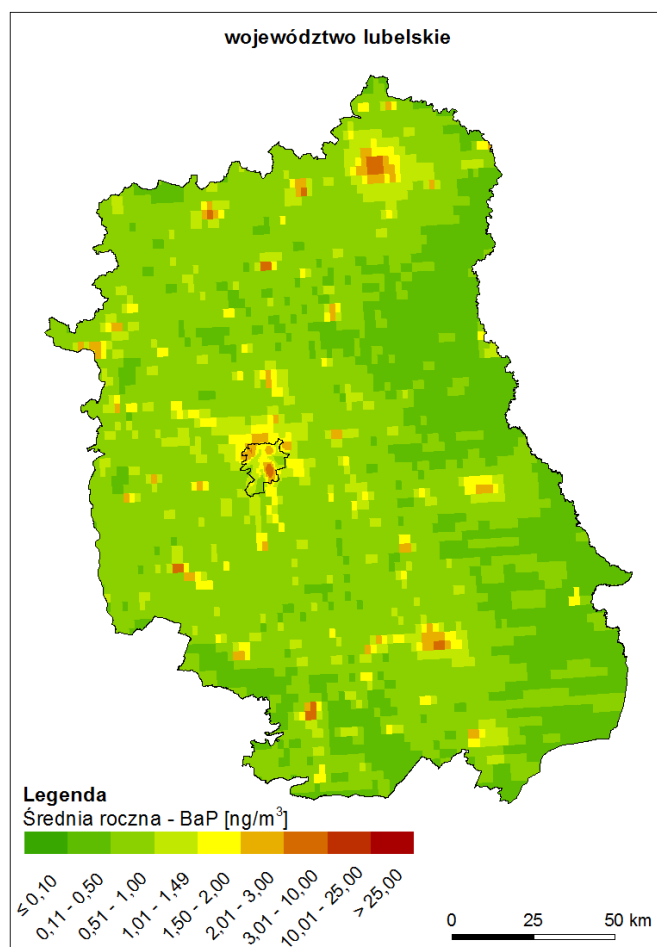 województwo lubelskie
Legenda
Średnia roczna - BaP [ng/m³]
≤ 0,10
0,11 - 0,50
0,51 - 1,00
1,01 - 1,49
1,50 - 2,00
2,01 - 3,00
3,01 - 10,00
10,01 - 25,00
> 25,00
0 25 50 km